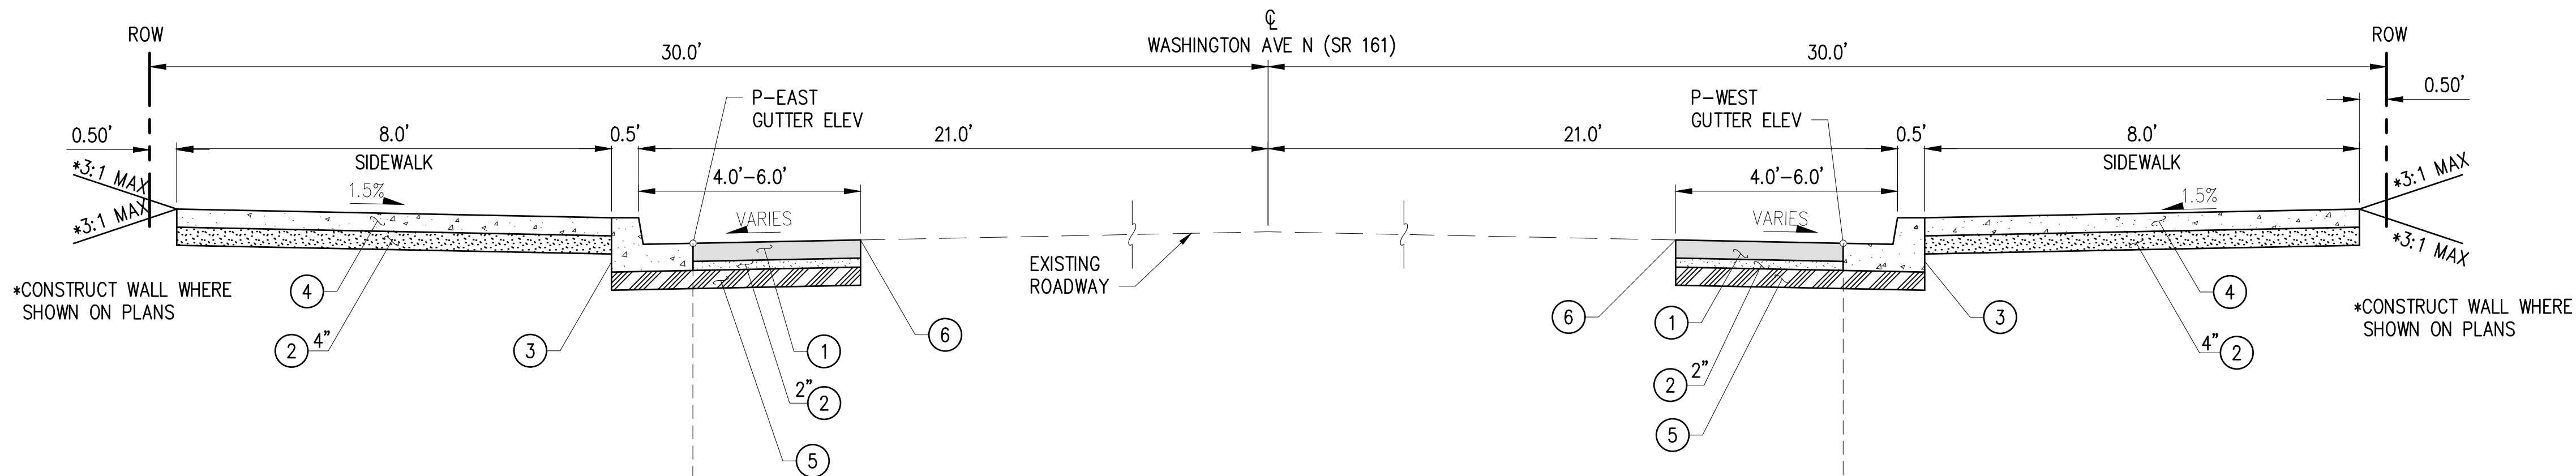 ROW
℄
WASHINGTON AVE N (SR 161)
ROW
30.0'
30.0'
0.50'
P-EAST
GUTTER ELEV
P-WEST
GUTTER ELEV
0.50'
8.0'
SIDEWALK
0.5'
21.0'
21.0'
0.5'
8.0'
SIDEWALK
*3:1 MAX
*3:1 MAX
1.5%
4.0'-6.0'
VARIES
4.0'-6.0'
VARIES
1.5%
*3:1 MAX
*3:1 MAX
EXISTING
ROADWAY
*CONSTRUCT WALL WHERE
SHOWN ON PLANS
4
2 4"
3
1
2" 2
5
6
6
1
2 2"
5
3
4
4" 2
*CONSTRUCT WALL WHERE
SHOWN ON PLANS